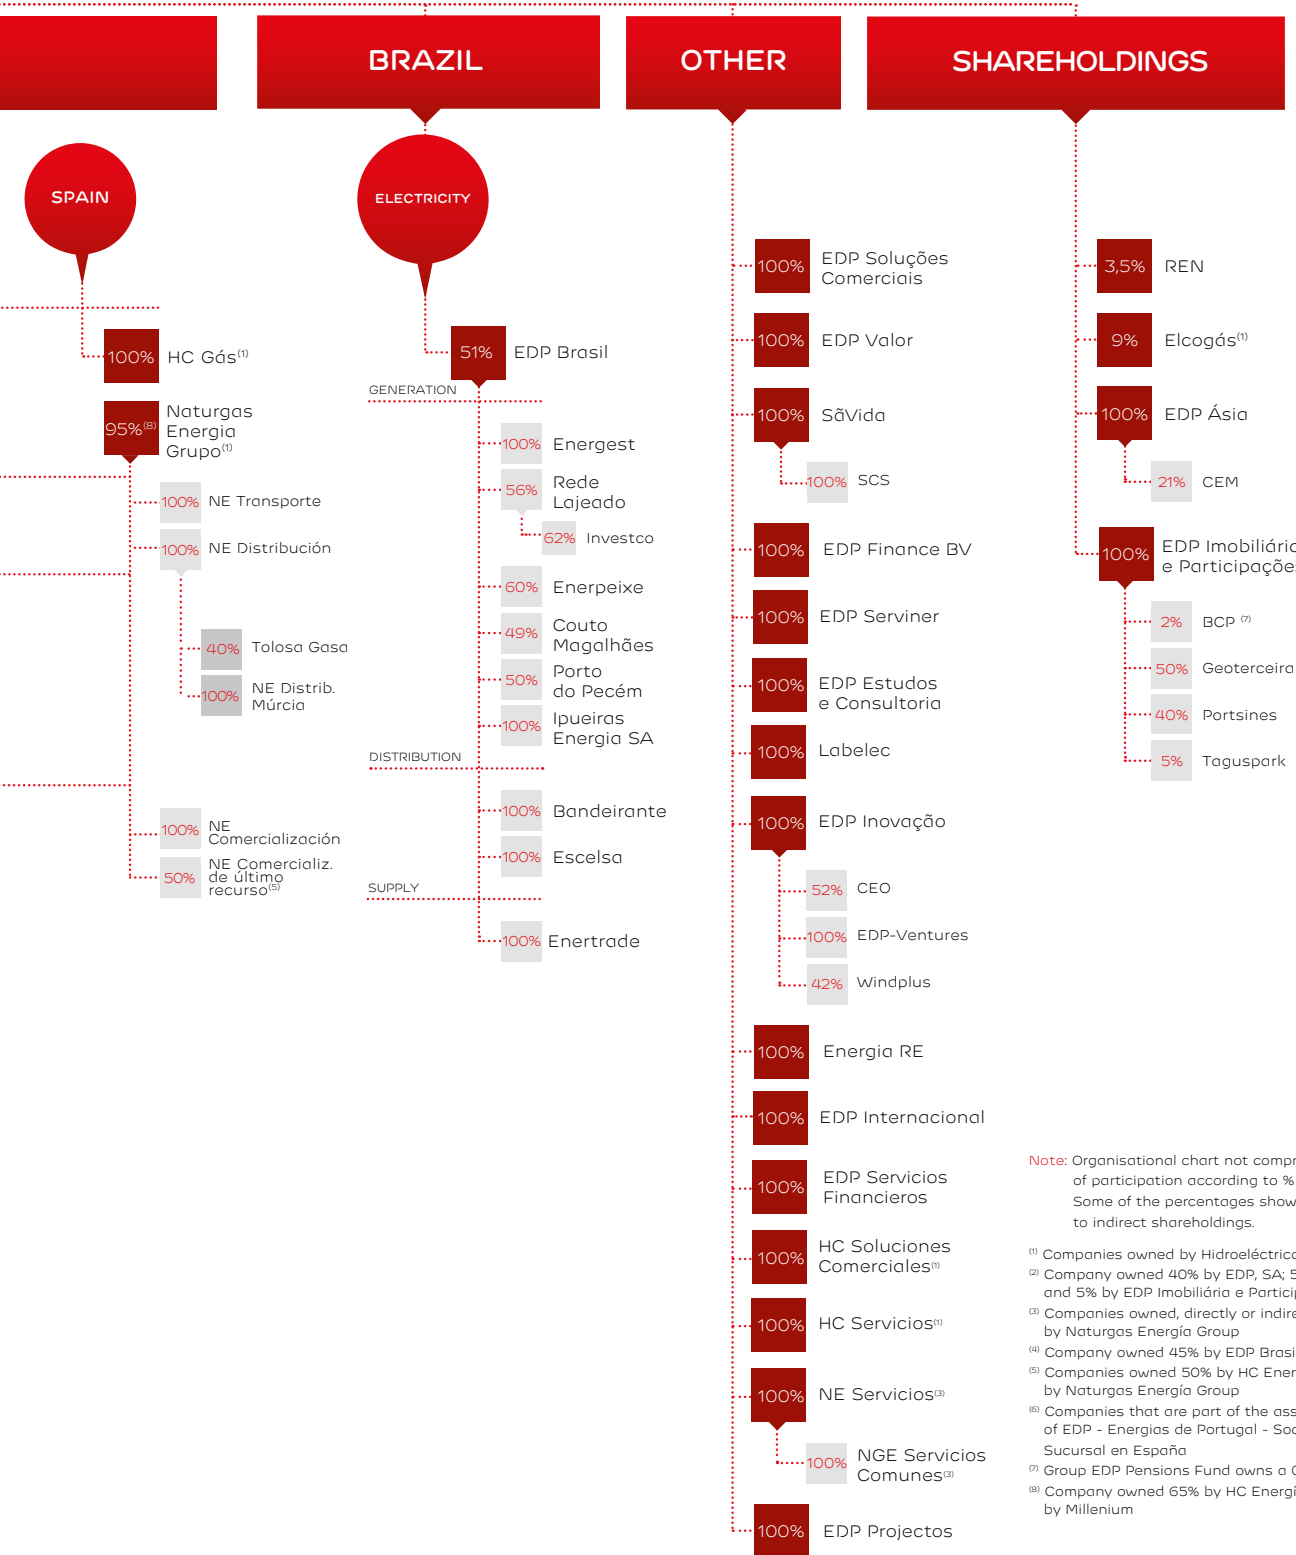 BRAZIL
OTHER
SHAREHOLDINGS
SPAIN
100% HC Gás(1)
95%(8) Naturgas
Energia
Grupo(1)
100% NE Transporte
100% NE Distribución
40% Tolosa Gasa
100% NE Distrib.
Múrcia
100% NE
Comercialización
50% NE Comercializ.
de último
recurso(5)
ELECTRICITY
51% EDP Brasil
GENERATION
100% Energest
56% Rede
Lajeado
62% Investco
60% Enerpeixe
49% Couto
Magalhães
50% Porto
do Pecém
100% Ipueiras
Energia SA
DISTRIBUTION
100% Bandeirante
100% Escelsa
SUPPLY
100% Enertrade
100% EDP Soluções
Comerciais
100% EDP Valor
100% SãVida
100% SCS
100% EDP Finance BV
100% EDP Serviner
100% EDP Estudos
e Consultoria
100% Labelec
100% EDP Inovação
52% CEO
100% EDP-Ventures
42% Windplus
100% Energia RE
100% EDP Internacional
100% EDP Servicios
Financieros
100% HC Soluciones
Comerciales(1)
100% HC Servicios(1)
100% NE Servicios(3)
100% NGE Servicios
Comunes(3)
100% EDP Projectos
3,5% REN
9% Elcogás(1)
100% EDP Ásia
21% CEM
100% EDP Imobiliária
e Participações
2% BCP (7)
50% Geoterceira
40% Portsines
5% Taguspark
Note: Organisational chart not compr
of participation according to %
Some of the percentages show
to indirect shareholdings.
(1) Companies owned by Hidroeléctric
(2) Company owned 40% by EDP, SA; 5
and 5% by EDP Imobiliária e Partici
(3) Companies owned, directly or indire
by Naturgas Energía Group
(4) Company owned 45% by EDP Brasi
(5) Companies owned 50% by HC Ener
by Naturgas Energía Group
(6) Companies that are part of the ass
of EDP - Energias de Portugal - Soc
Sucursal en España
(7) Group EDP Pensions Fund owns a
(8) Company owned 65% by HC Energí
by Millenium